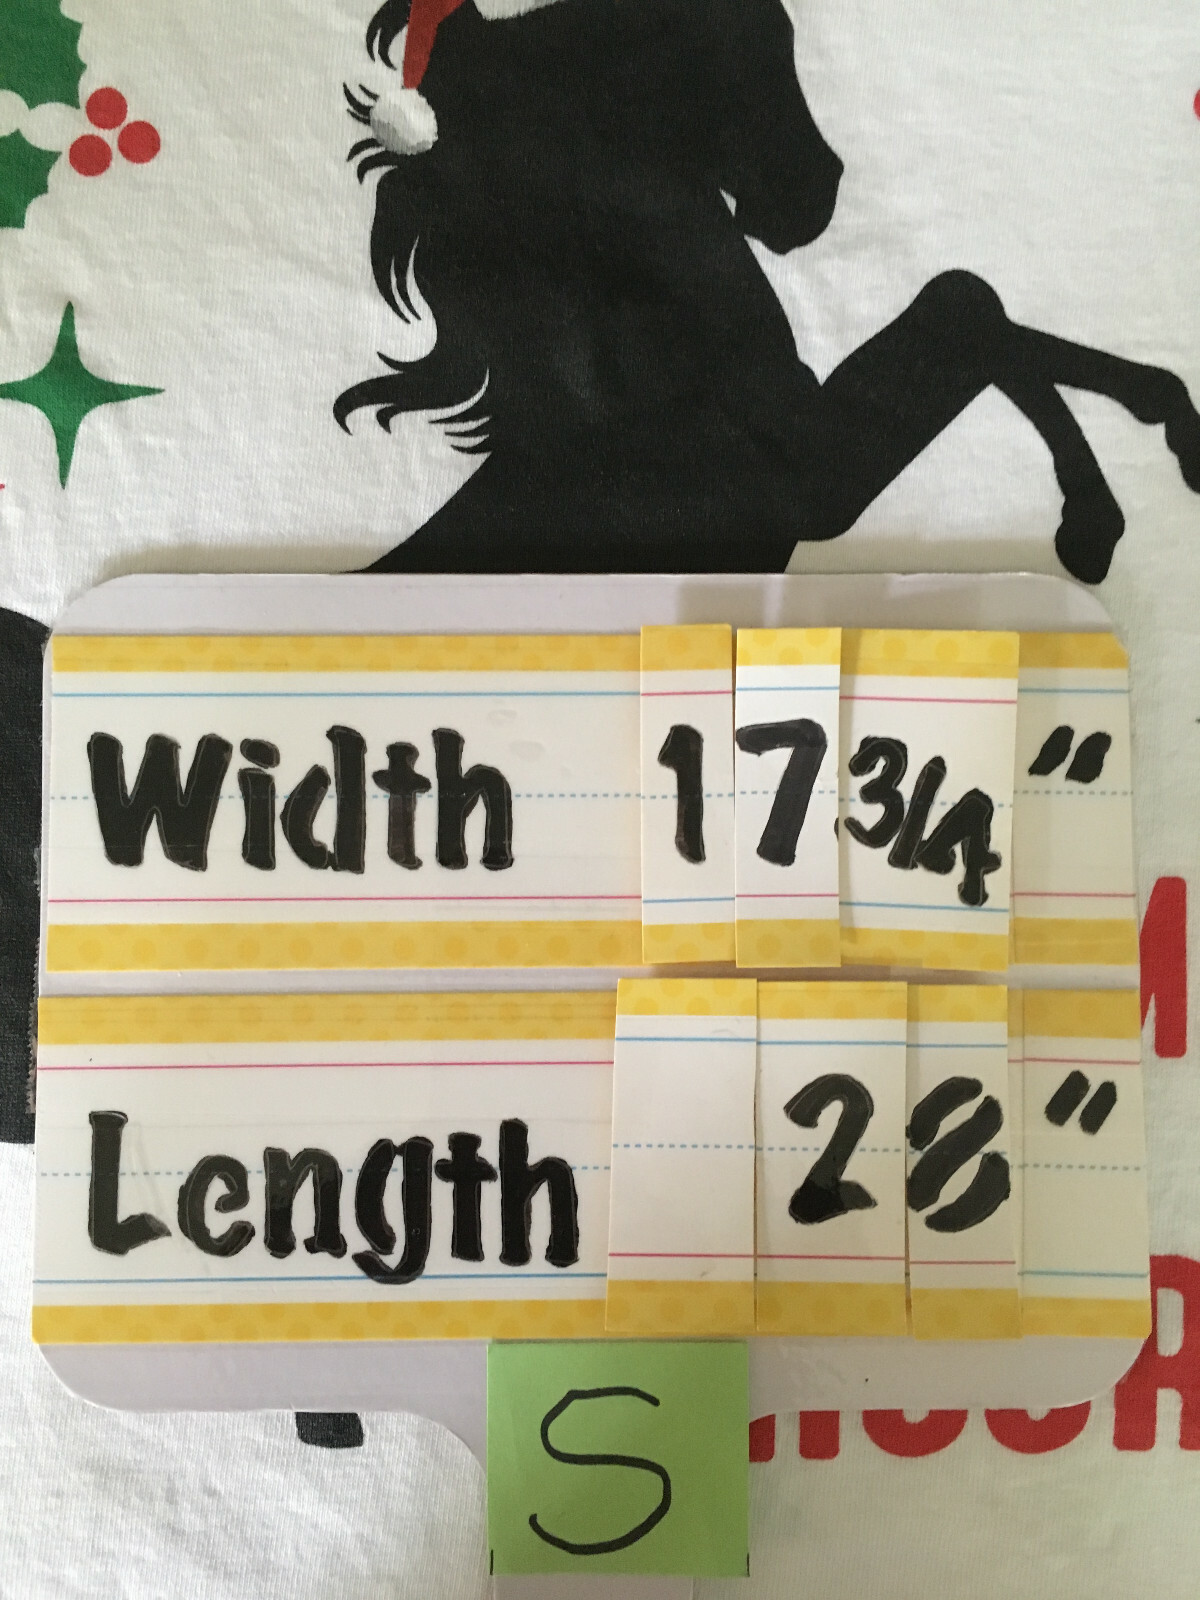 Width 17 3/4"
Length 28"
S